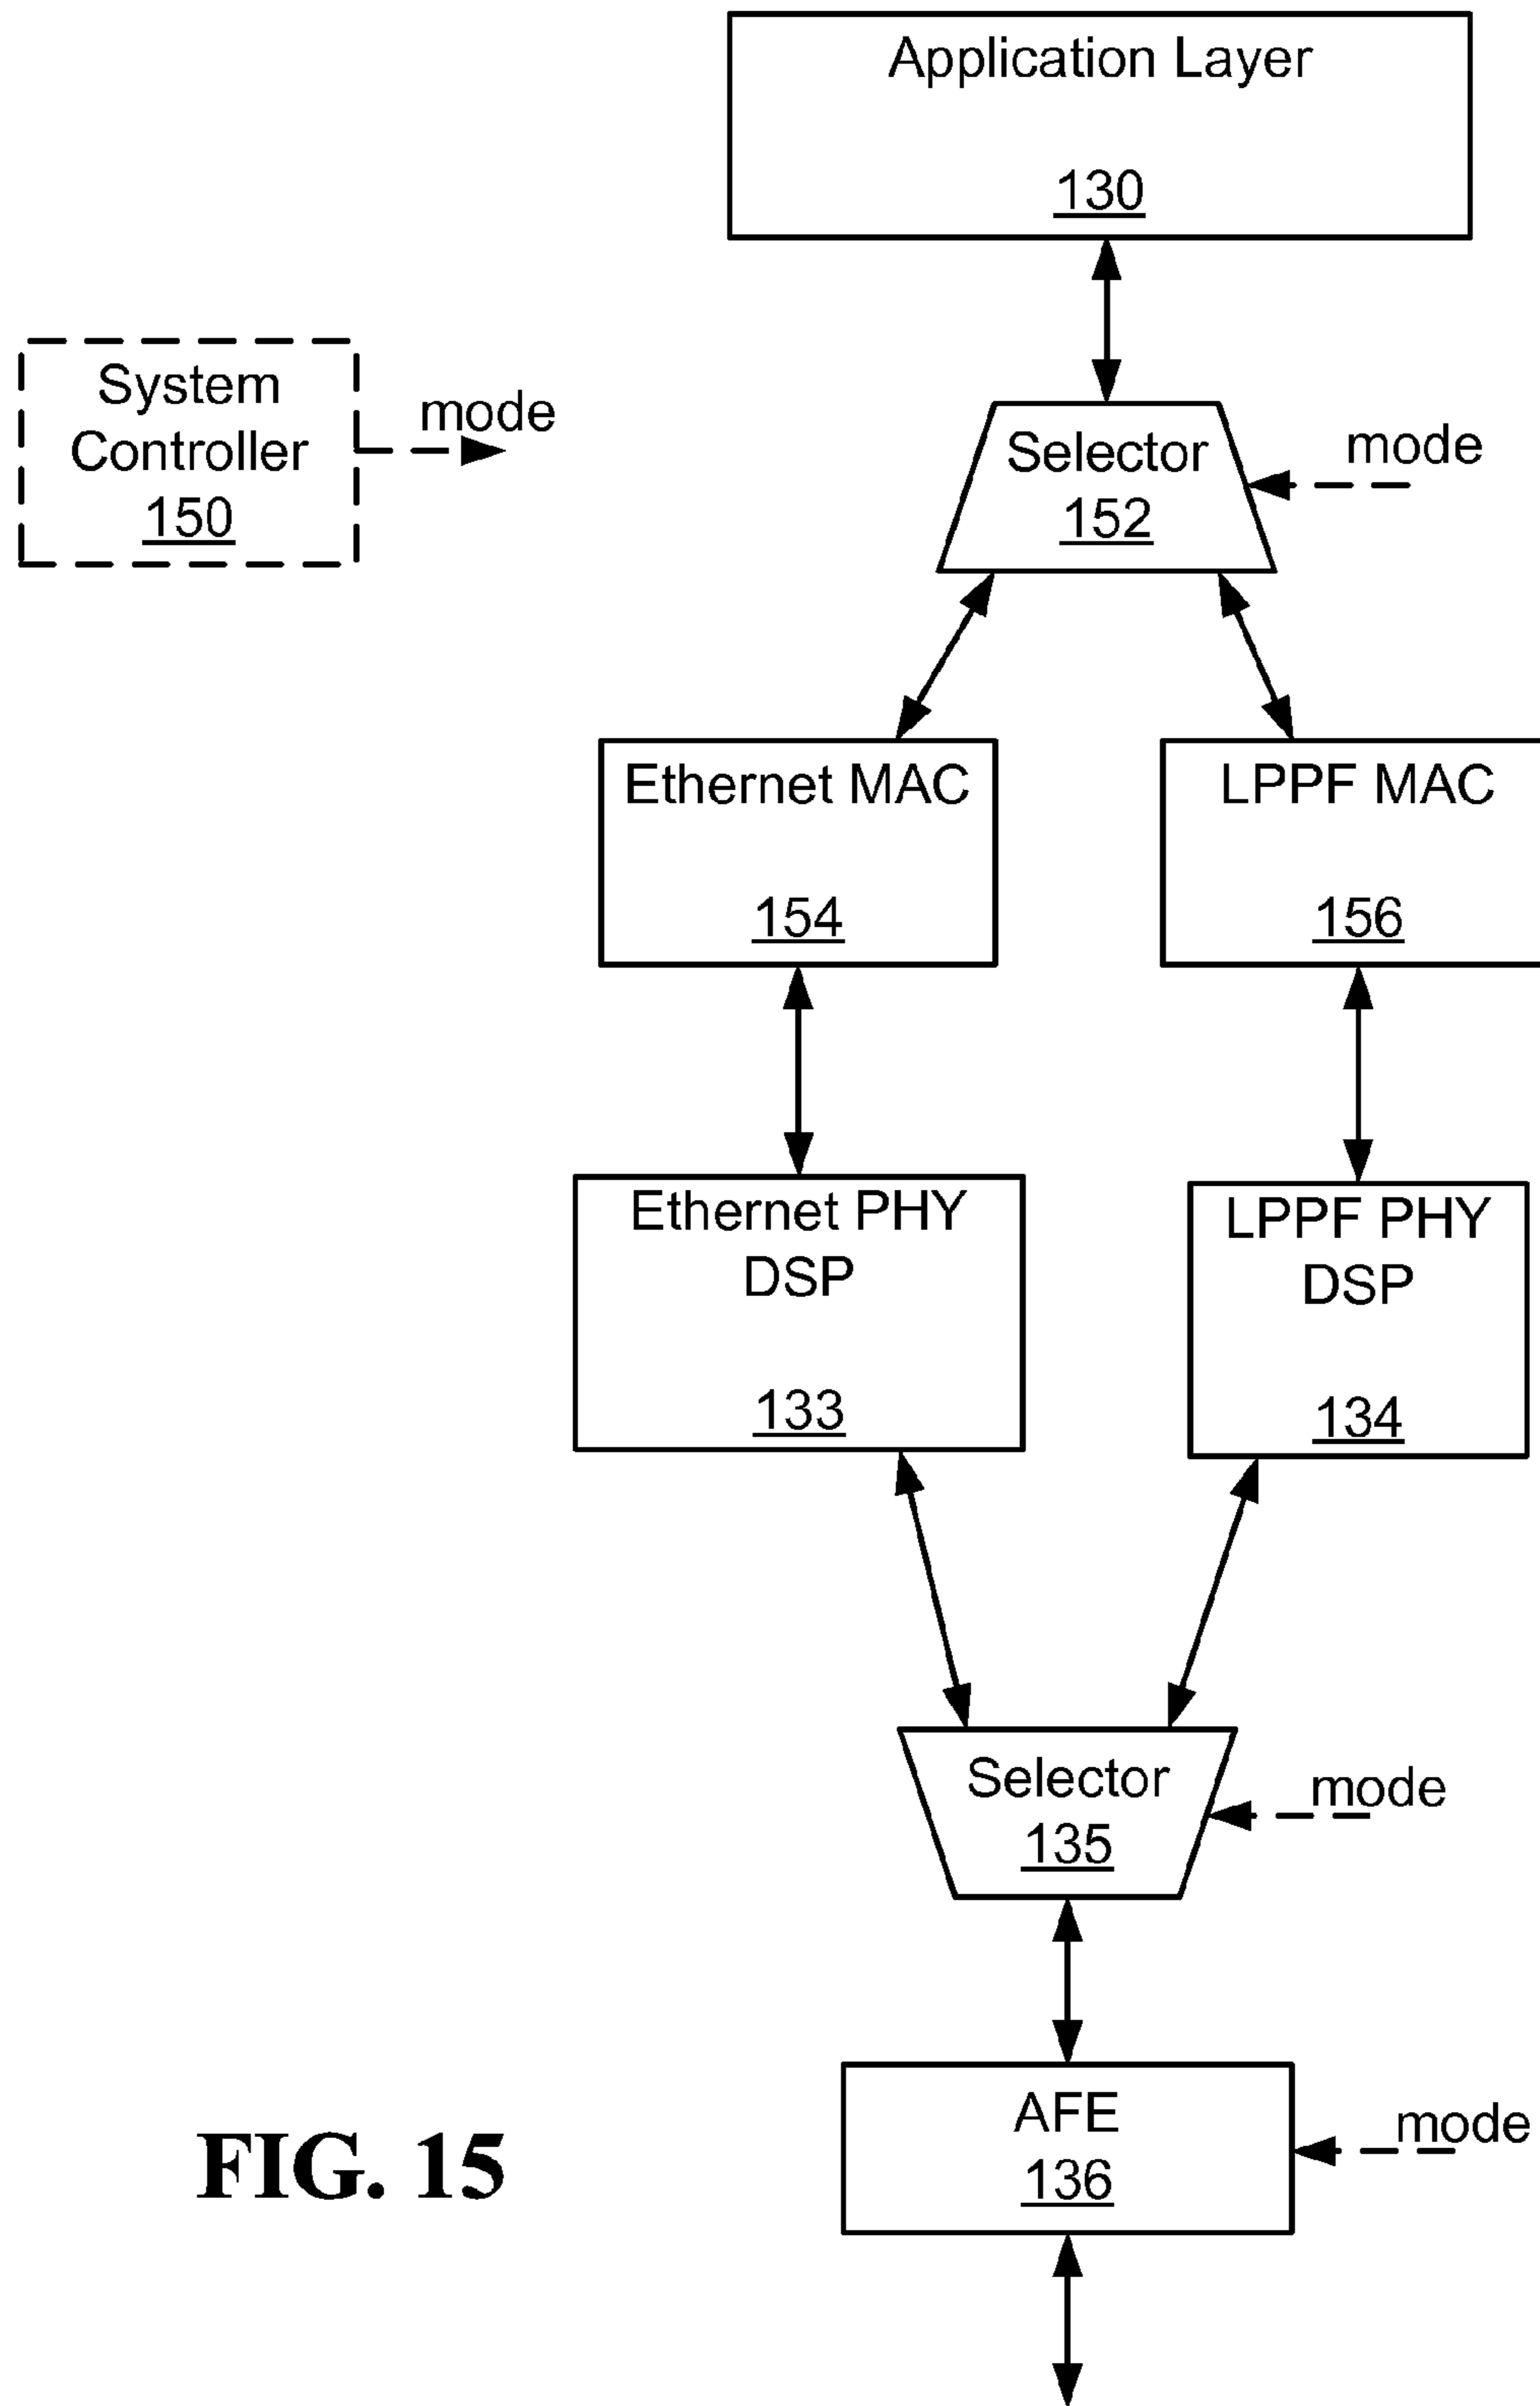 Application Layer
130
System
Controller
150
mode
Selector
152
mode
Ethernet MAC
154
LPPF MAC
156
Ethernet PHY
DSP
133
LPPF PHY
DSP
134
Selector
135
mode
AFE
136
mode
FIG. 15